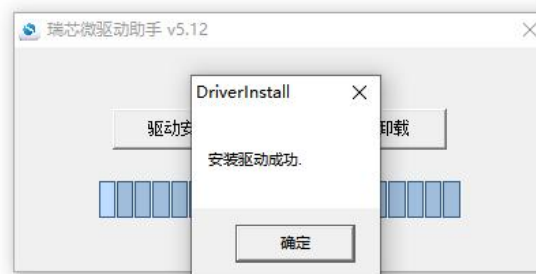 瑞芯微驱动助手 v5.12
DriverInstall
驱动安
卸载
安装驱动成功.
确定